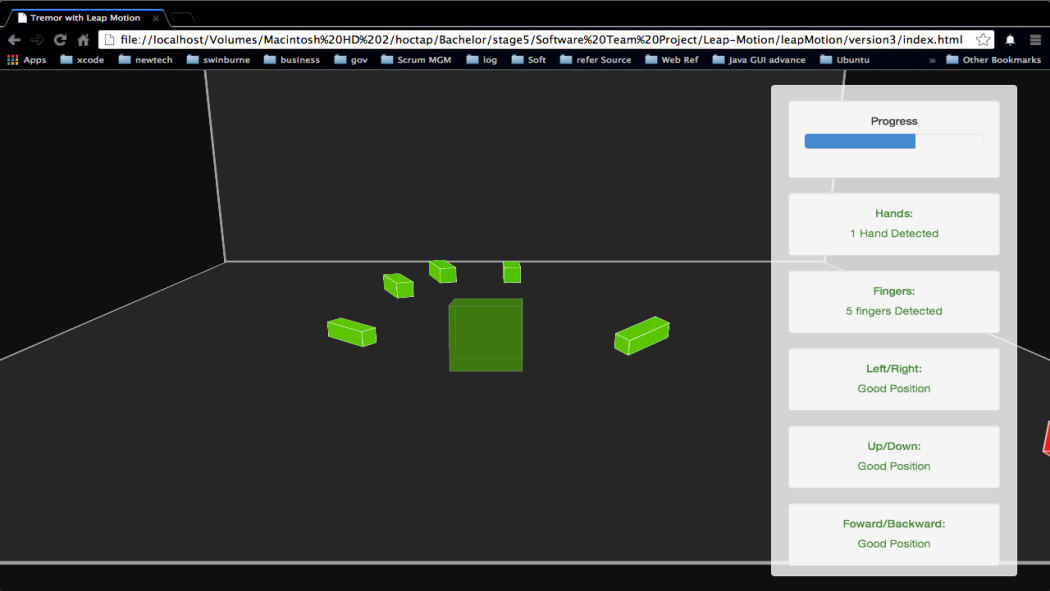 Tremor with Leap Motion
file://localhost/Volumes/Macintosh%20HD%202/hoctap/Bachelor/stage5/Software%20Team%20Project/Leap-Motion/leapMotion/version3/index.html
Apps xcode newtech swinburne business gov Scrum MGM log Soft refer Source Web Ref Java GUI advance Ubuntu » Other Bookmarks
Progress
Hands:
1 Hand Detected
Fingers:
5 fingers Detected
Left/Right:
Good Position
Up/Down:
Good Position
Foward/Backward:
Good Position